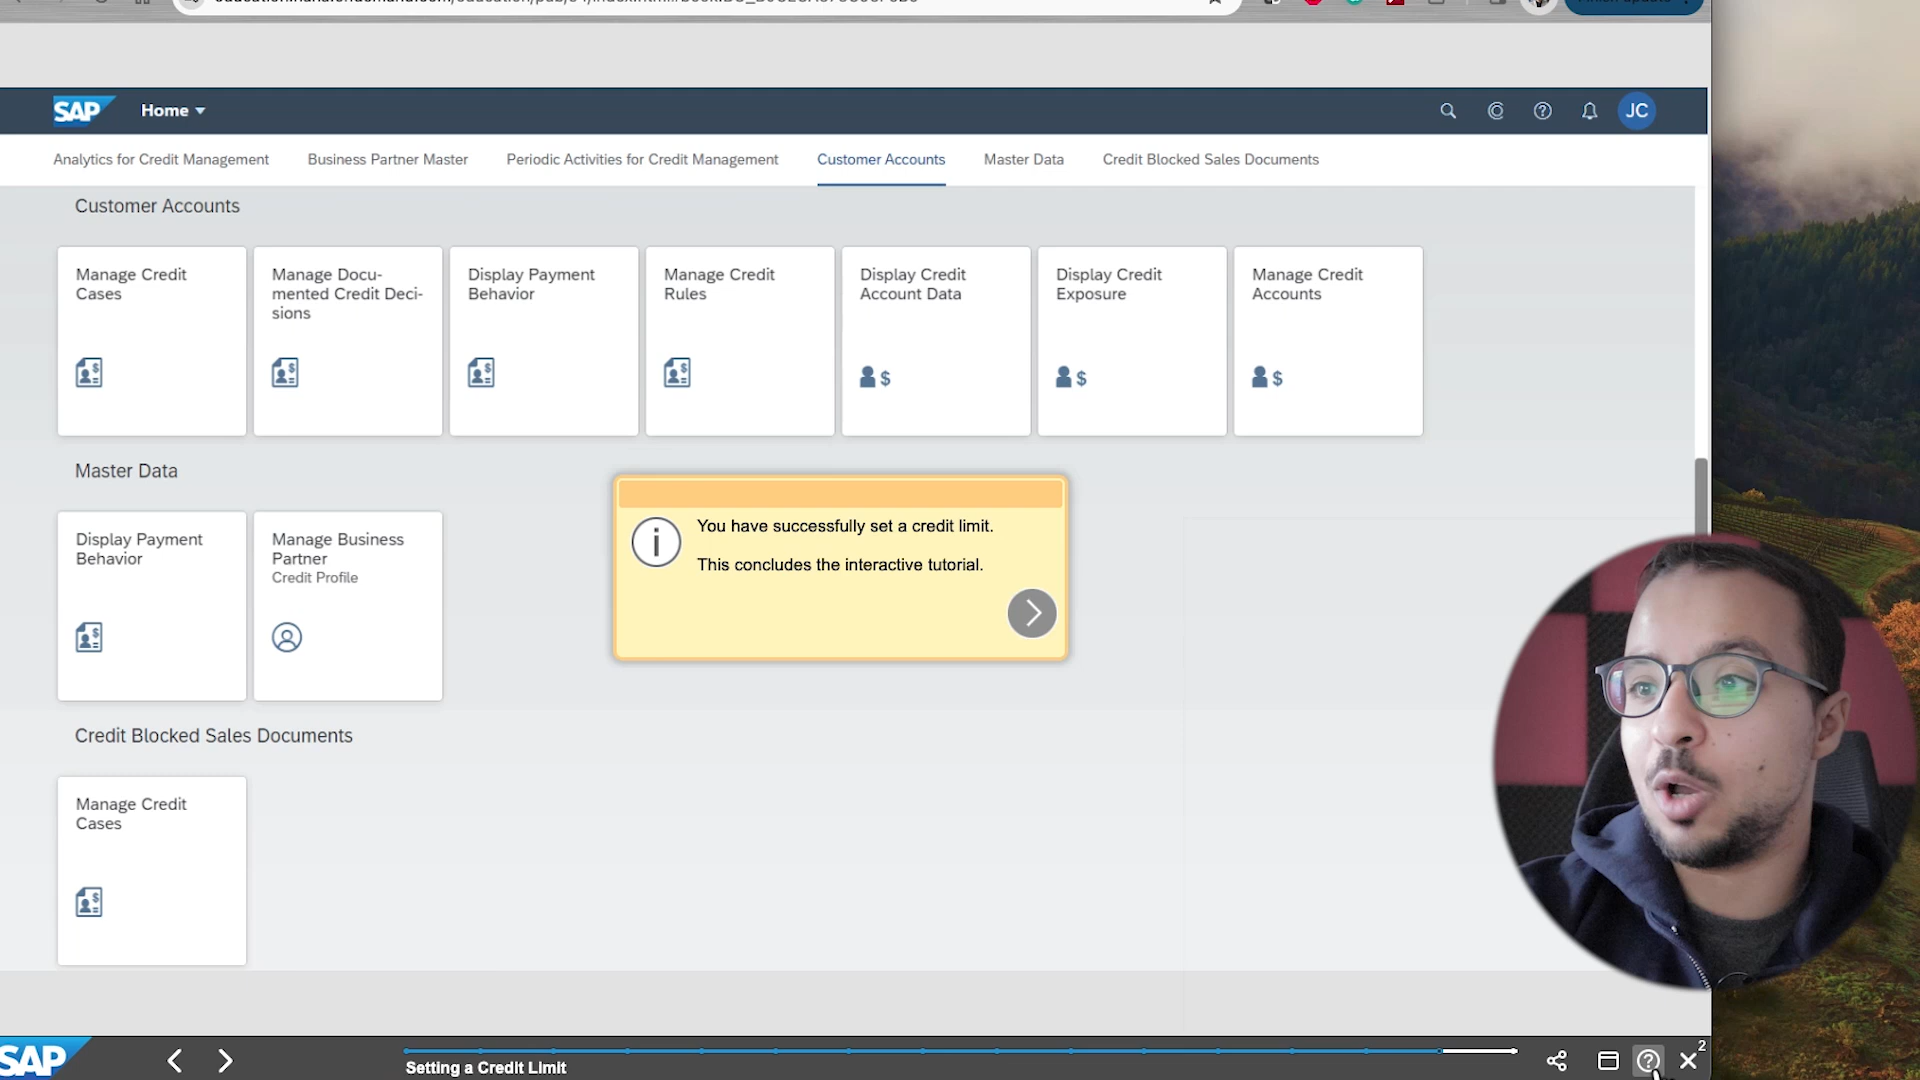 SAP
Home
JC
Analytics for Credit Management
Business Partner Master
Periodic Activities for Credit Management
Customer Accounts
Master Data
Credit Blocked Sales Documents
Customer Accounts
Manage Credit
Cases
Manage Docu-
mented Credit Deci-
sions
Display Payment
Behavior
Manage Credit
Rules
Display Credit
Account Data
Display Credit
Exposure
Manage Credit
Accounts
Master Data
Display Payment
Behavior
Manage Business
Partner
Credit Profile
You have successfully set a credit limit.
This concludes the interactive tutorial.
Credit Blocked Sales Documents
Manage Credit
Cases
SAP
Setting a Credit Limit
2